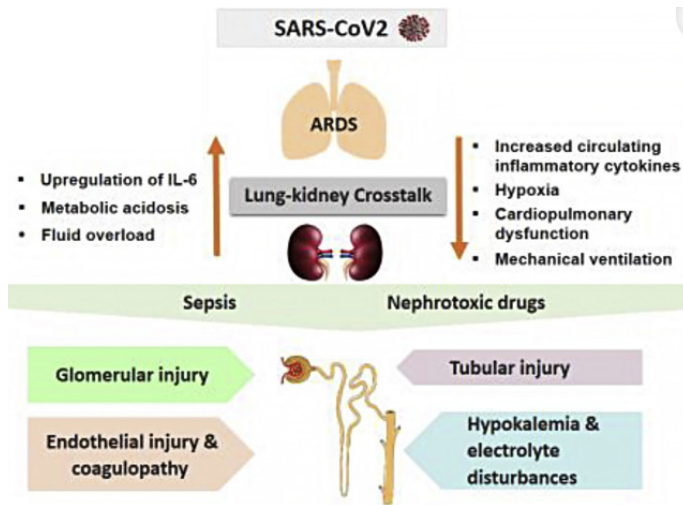 SARS-CoV2
ARDS
Upregulation of IL-6
Metabolic acidosis
Fluid overload
Lung-kidney Crosstalk
Increased circulating
inflammatory cytokines
Hypoxia
Cardiopulmonary
dysfunction
Mechanical ventilation
Sepsis
Nephrotoxic drugs
Glomerular injury
Tubular injury
Endothelial injury &
coagulopathy
Hypokalemia &
electrolyte
disturbances